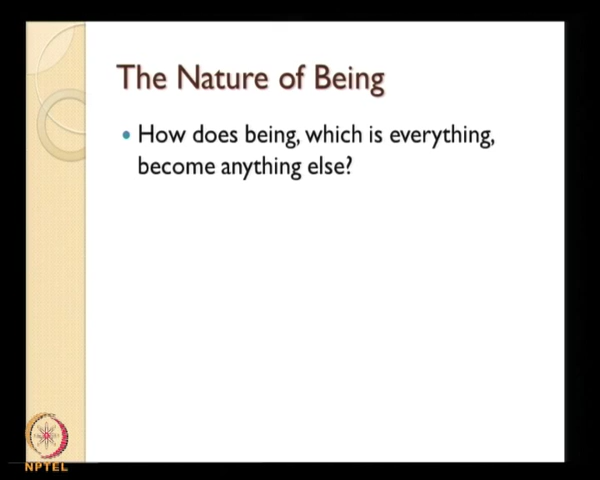 The Nature of Being
How does being, which is everything,
become anything else?
NPTEL